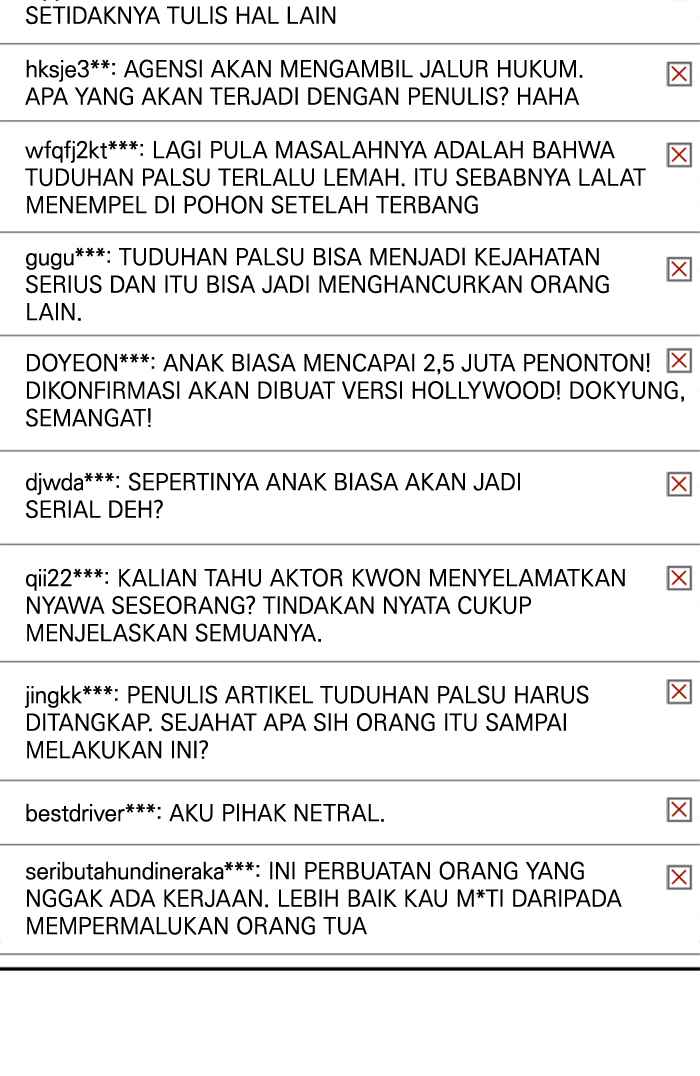 SETIDAKNYA TULIS HAL LAIN
hksje3**: AGENSI AKAN MENGAMBIL JALUR HUKUM.
APA YANG AKAN TERJADI DENGAN PENULIS? HAHA
wfqfj2kt***: LAGI PULA MASALAHNYA ADALAH BAHWA
TUDUHAN PALSU TERLALU LEMAH. ITU SEBABNYA LALAT
MENEMPEL DI POHON SETELAH TERBANG
gugu***: TUDUHAN PALSU BISA MENJADI KEJAHATAN
SERIUS DAN ITU BISA JADI MENGHANCURKAN ORANG
LAIN.
DOYEON***: ANAK BIASA MENCAPAI 2,5 JUTA PENONTON!
DIKONFIRMASI AKAN DIBUAT VERSI HOLLYWOOD! DOKYUNG,
SEMANGAT!
djwda***: SEPERTINYA ANAK BIASA AKAN JADI
SERIAL DEH?
qii22***: KALIAN TAHU AKTOR KWON MENYELAMATKAN
NYAWA SESEORANG? TINDAKAN NYATA CUKUP
MENJELASKAN SEMUANYA.
jingkk***: PENULIS ARTIKEL TUDUHAN PALSU HARUS
DITANGKAP. SEJAHAT APA SIH ORANG ITU SAMPAI
MELAKUKAN INI?
bestdriver***: AKU PIHAK NETRAL.
seributahundineraka***: INI PERBUATAN ORANG YANG
NGGAK ADA KERJAAN. LEBIH BAIK KAU M*TI DARIPADA
MEMPERMALUKAN ORANG TUA